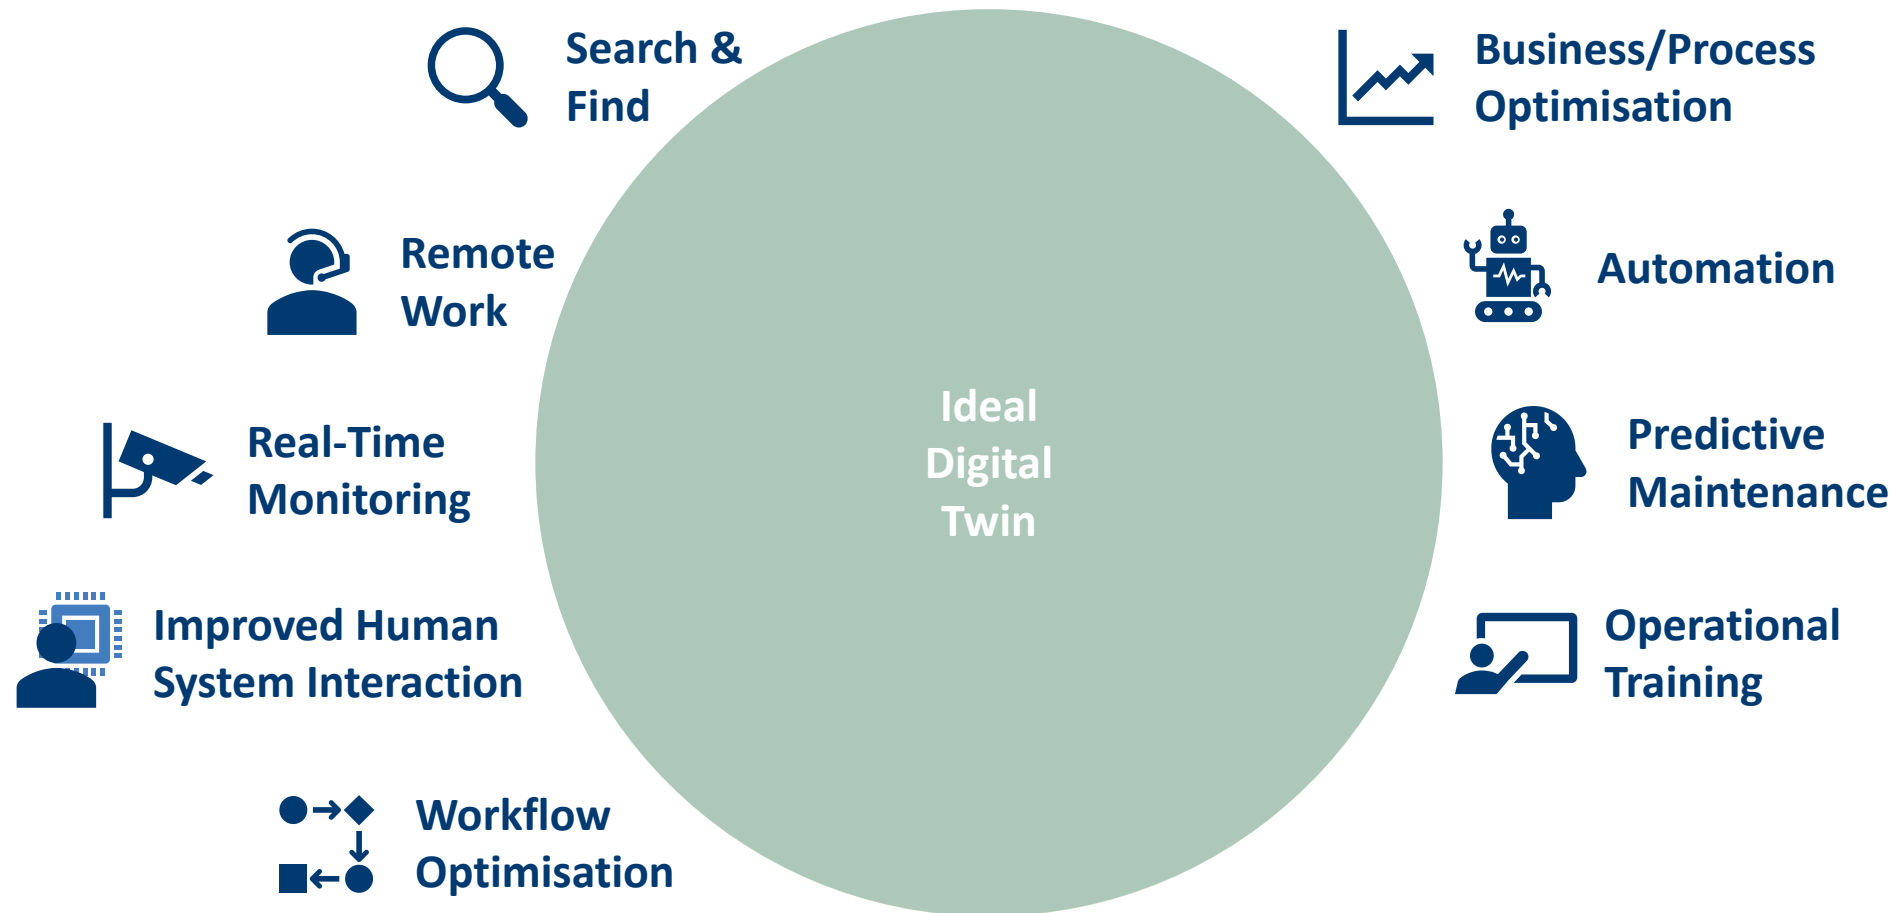 Search &
Find
Remote
Work
Real-Time
Monitoring
Improved Human
System Interaction
Workflow
Optimisation
Ideal
Digital
Twin
Business/Process
Optimisation
Automation
Predictive
Maintenance
Operational
Training